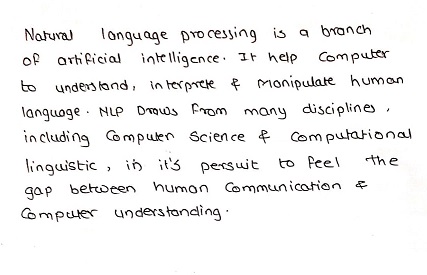 Natural language processing is a branch
of artificial intelligence. It help Computer
to understand, interprete & Manipulate human
language. NLP Draws from many disciplines,
including Computer Science & Computational
linguistic, in it's persuit to feel the
gap between human Communication &
Computer understanding.